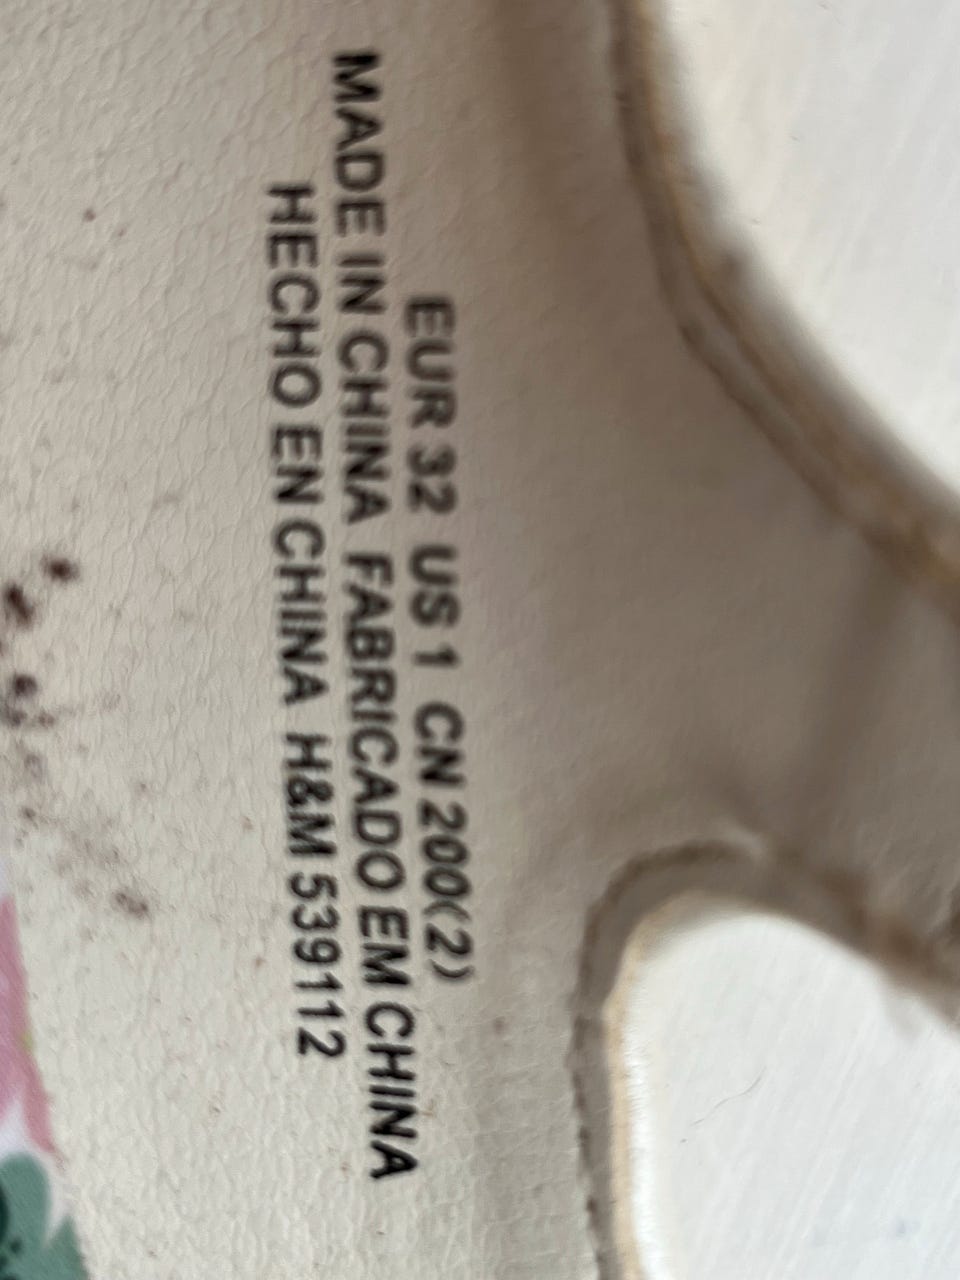 EUR 32 US 1 CN 200(2)
MADE IN CHINA FABRICADO EM CHINA
HECHO EN CHINA H&M 539112